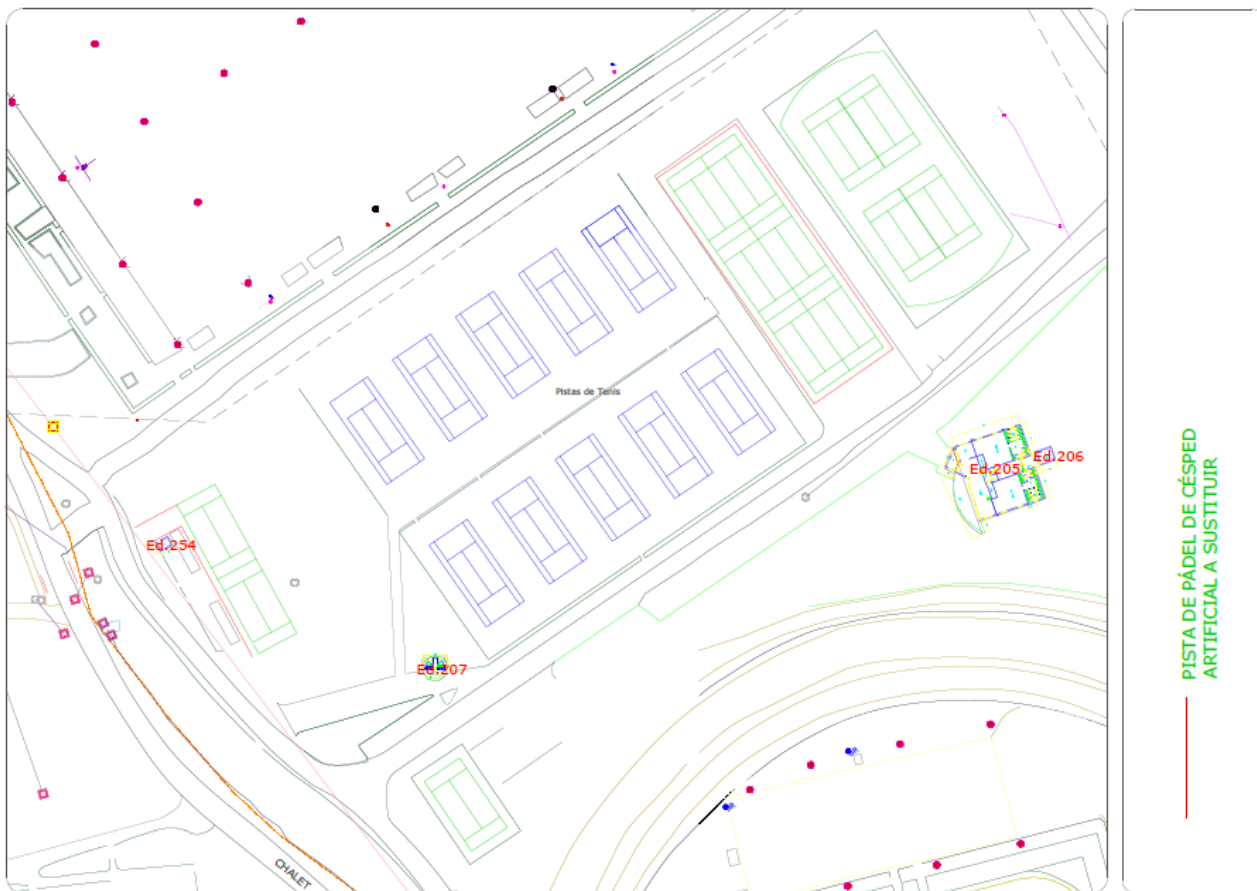 Pistas de Tenis
Ed.205
Ed.206
Ed.254
Ed.207
CHALET
PISTA DE PÁDEL DE CÉSPED
ARTIFICIAL A SUSTITUIR